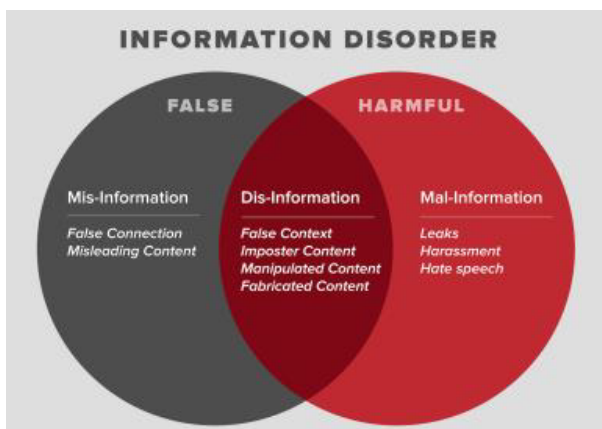 INFORMATION DISORDER
FALSE
HARMFUL
Mis-Information
False Connection
Misleading Content
Dis-Information
False Context
Imposter Content
Manipulated Content
Fabricated Content
Mal-Information
Leaks
Harassment
Hate speech